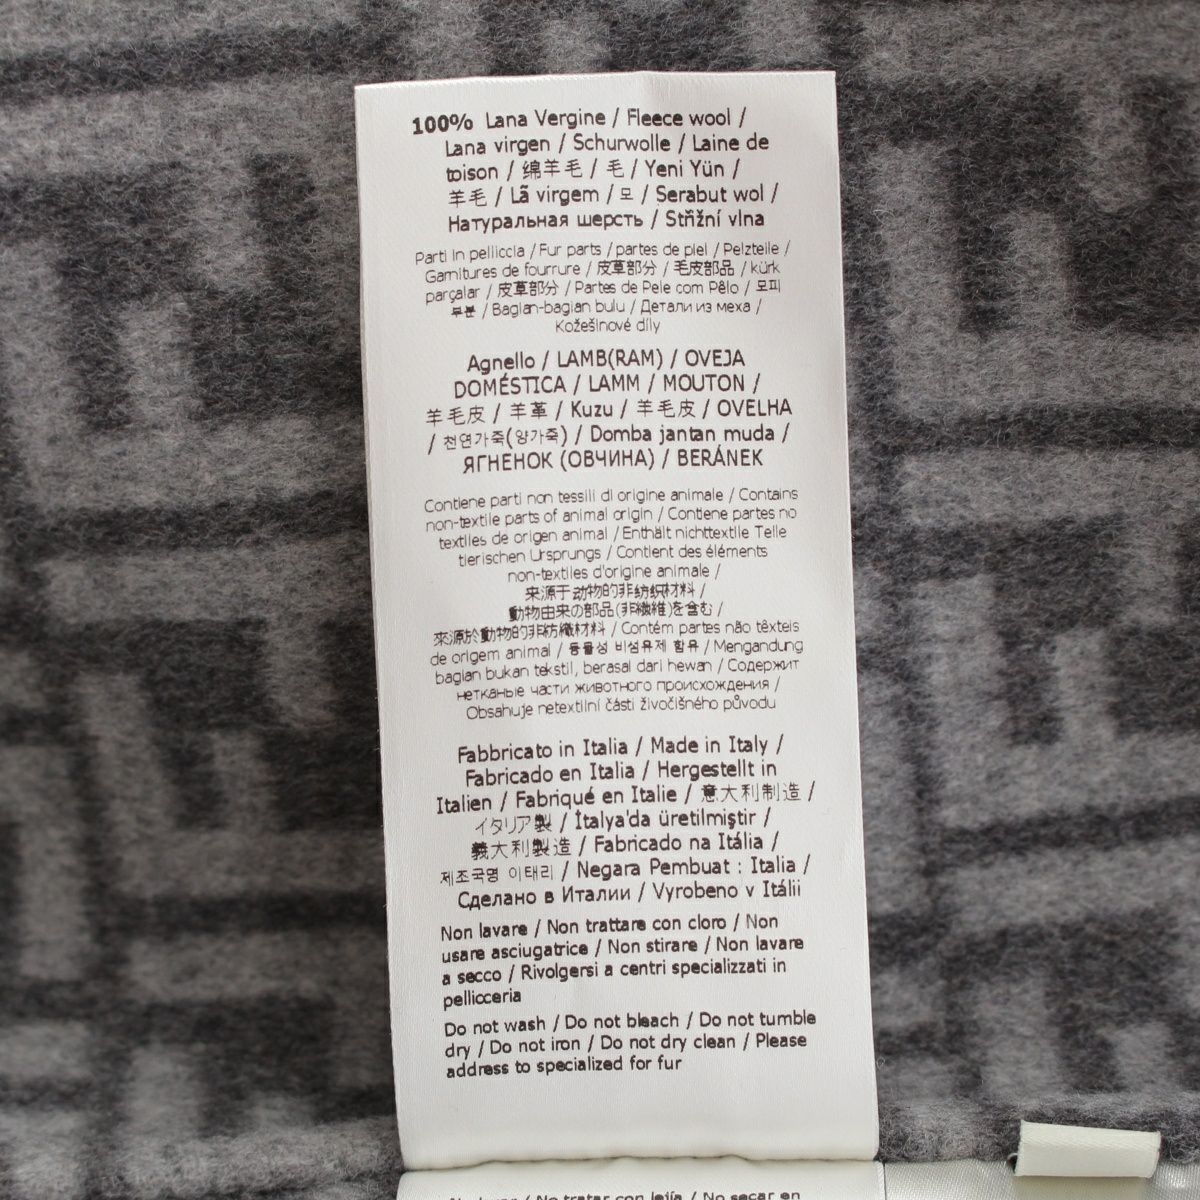 100% Lana Vergine / Fleece wool /
Lana virgen / Schurwolle / Laine de
toison / 绵羊毛 / 毛 / Yeni Yün /
羊毛 / Lã virgem / 모 / Serabut wol /
Натуральная шерсть / Střižní vlna
Parti in pelliccia / Fur parts / partes de piel / Pelzteile /
Garnitures de fourrure / 皮草部分 / 毛皮部品 / kürk
parçalar / 皮草部分 / Partes de Pele com Pêlo / 모피
부분 / Bagian-bagian bulu / Детали из меха /
Kožešinové díly
Agnello / LAMB(RAM) / OVEJA
DOMÉSTICA / LAMM / MOUTON /
羊毛皮 / 羊革 / Kuzu / 羊毛皮 / OVELHA
/ 천연가죽(양가죽) / Domba jantan muda /
ЯГНЕНОК (ОВЧИНА) / BERÁNEK
Contiene parti non tessili di origine animale / Contains
non-textile parts of animal origin / Contiene partes no
textiles de origen animal / Enthält nichttextile Teile
tierischen Ursprungs / Contient des éléments
non-textiles d'origine animale /
来源于动物的非纺织材料 /
動物由来の部品(非繊維)を含む /
來源於動物的非紡織材料 / Contém partes não têxteis
de origem animal / 동물성 비섬유제 함유 / Mengandung
bagian bukan tekstil, berasal dari hewan / Содержит
нетканые части животного происхождения /
Obsahuje netextilní části živočišného původu
Fabbricato in Italia / Made in Italy /
Fabricado en Italia / Hergestellt in
Italien / Fabriqué en Italie / 意大利制造 /
イタリア製 / İtalya'da üretilmiştir /
義大利製造 / Fabricado na Itália /
제조국명 이태리 / Negara Pembuat : Italia /
Сделано в Италии / Vyrobeno v Itálii
Non lavare / Non trattare con cloro / Non
usare asciugatrice / Non stirare / Non lavare
a secco / Rivolgersi a centri specializzati in
pellicceria
Do not wash / Do not bleach / Do not tumble
dry / Do not iron / Do not dry clean / Please
address to specialized for fur
/ No tratar con lejía / No secar en